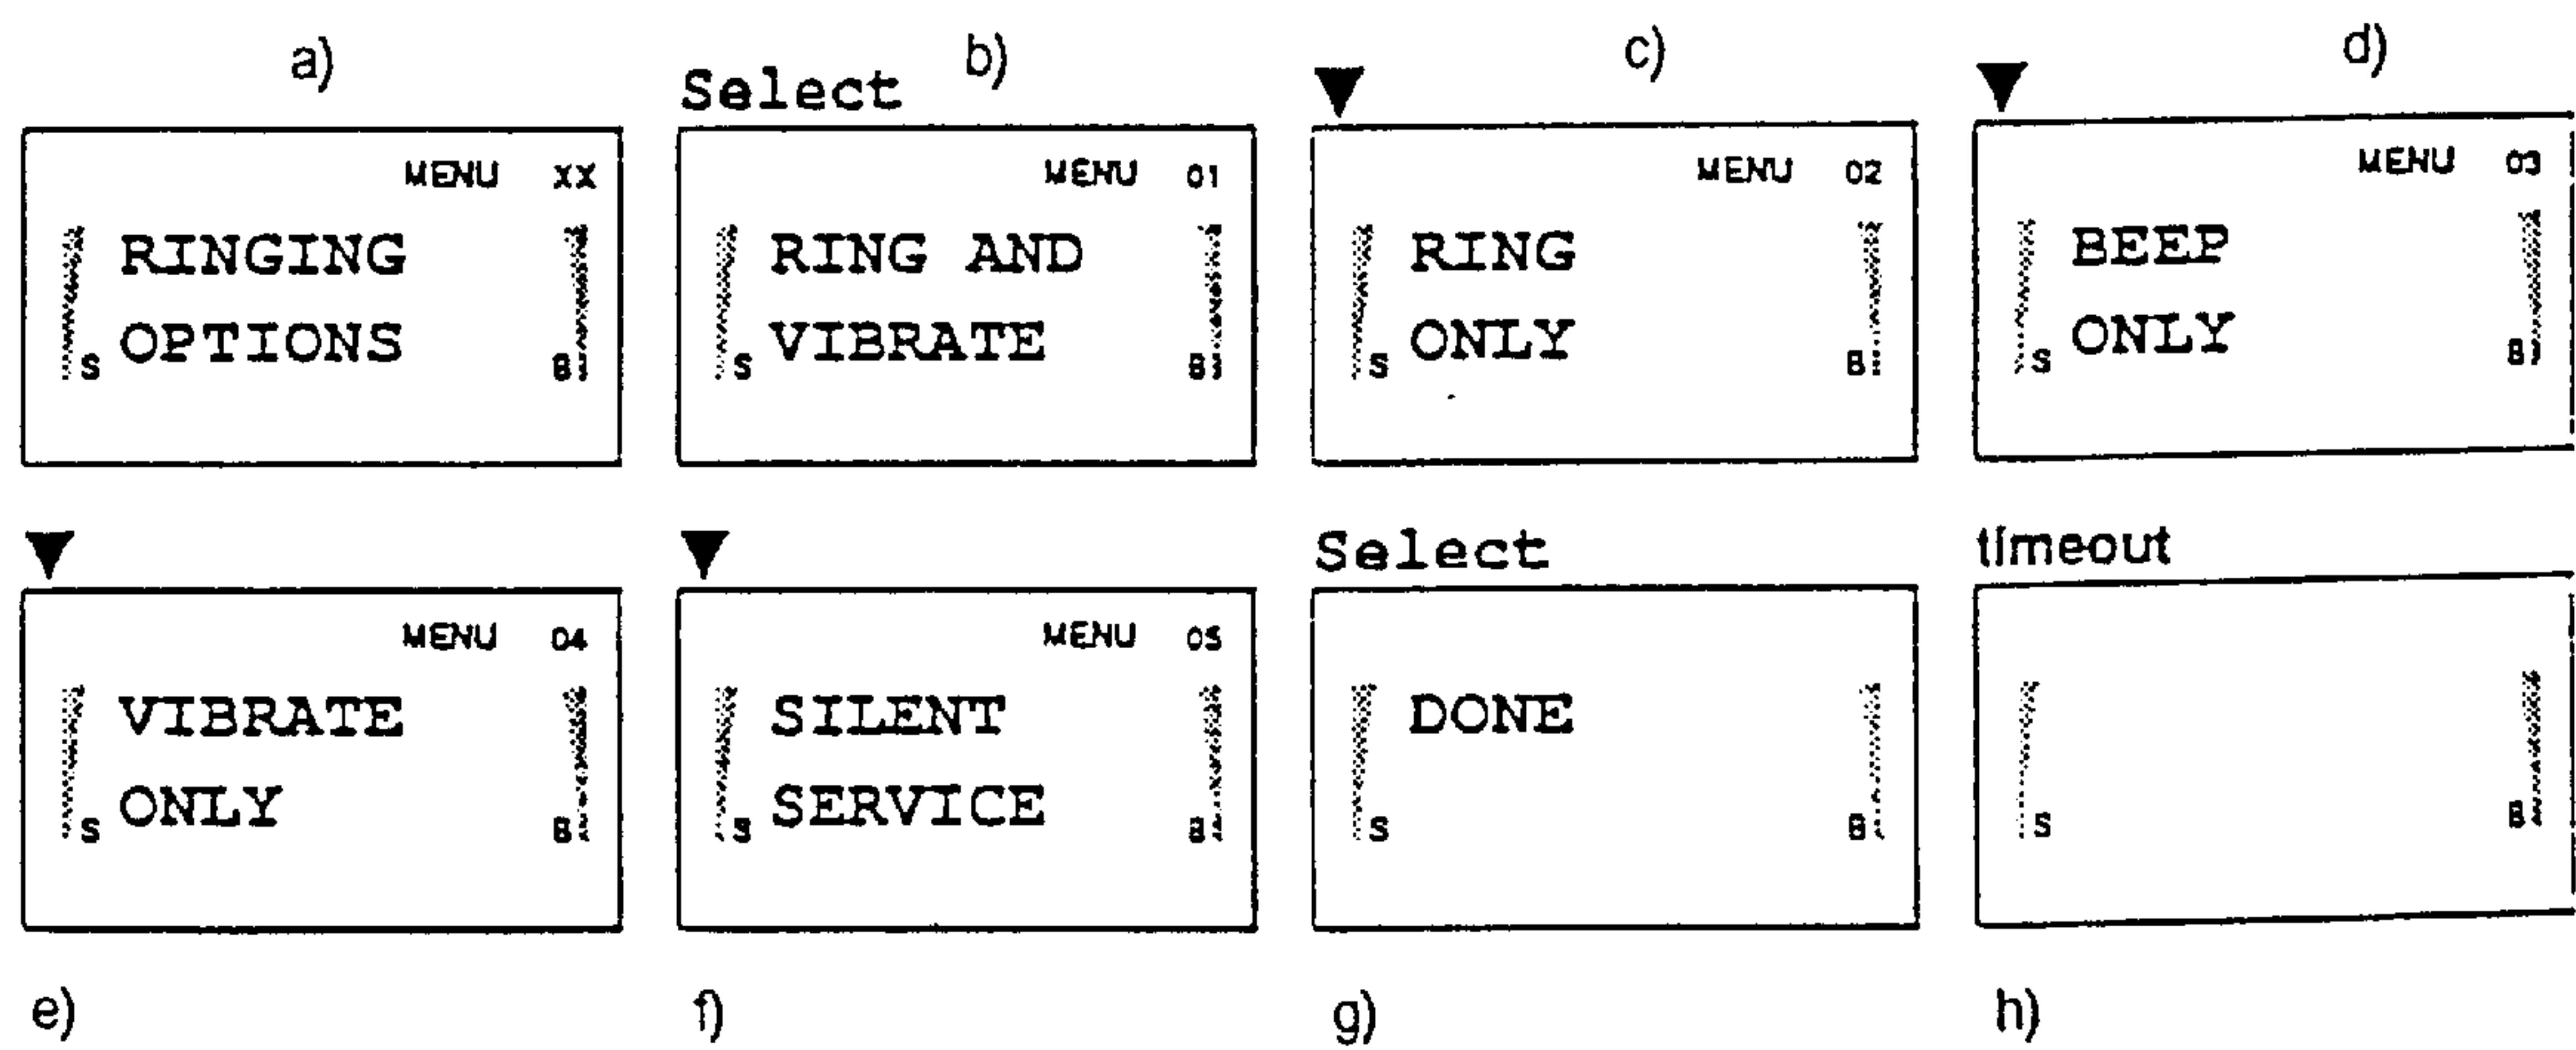 a)
b)
c)
d)
Select
MENU XX
RINGING
OPTIONS
S B
MENU 01
RING AND
VIBRATE
S B
MENU 02
RING
ONLY
S B
MENU 03
BEEP
ONLY
S B
Select
timeout
MENU 04
VIBRATE
ONLY
S B
MENU 05
SILENT
SERVICE
S B
DONE
S B
S B
e)
f)
g)
h)